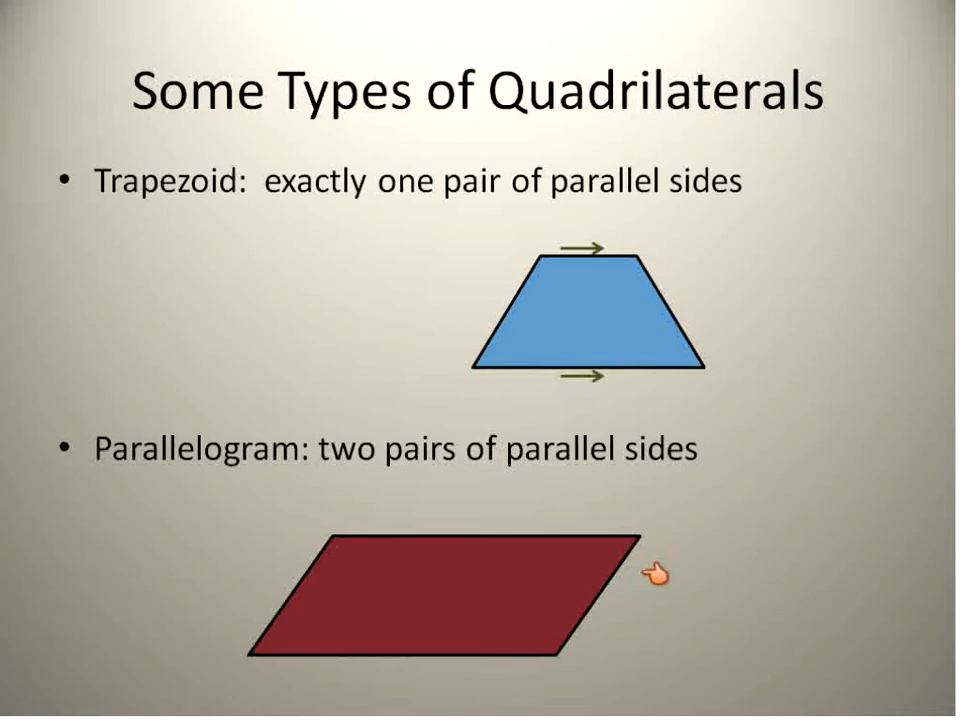 Some Types of Quadrilaterals
• Trapezoid: exactly one pair of parallel sides
• Parallelogram: two pairs of parallel sides